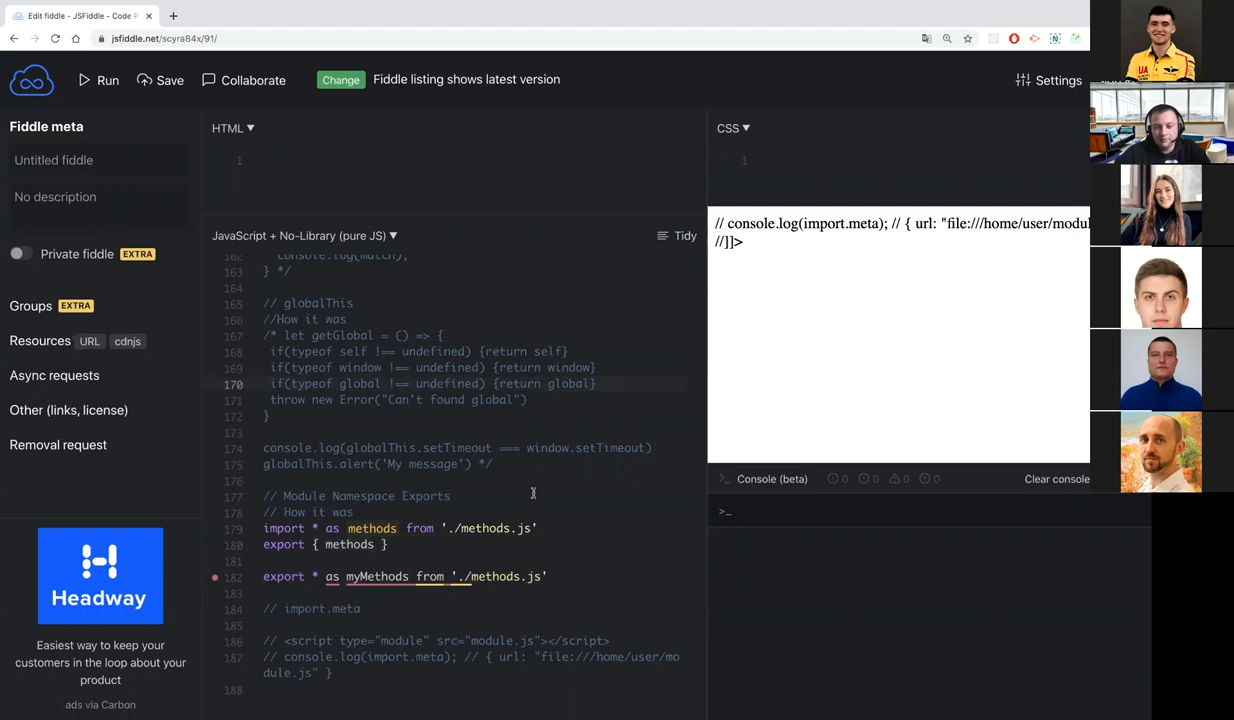 Edit fiddle - JSFiddle - Code P
jsfiddle.net/scyra84x/91/
Run
Save
Collaborate
Change
Fiddle listing shows latest version
Settings
Fiddle meta
Untitled fiddle
No description
Private fiddle EXTRA
Groups EXTRA
Resources URL cdnjs
Async requests
Other (links, license)
Removal request
Headway
Easiest way to keep your
customers in the loop about your
product
ads via Carbon
HTML
1
JavaScript + No-Library (pure JS)
Tidy
162 console.log(match);
163 } */
164
165 // globalThis
166 //How it was
167 /* let getGlobal = () => {
168 if(typeof self !== undefined) {return self}
169 if(typeof window !== undefined) {return window}
170 if(typeof global !== undefined) {return global}
171 throw new Error("Can't found global")
172 }
173
174 console.log(globalThis.setTimeout === window.setTimeout)
175 globalThis.alert('My message') */
176
177 // Module Namespace Exports
178 // How it was
179 import * as methods from './methods.js'
180 export { methods }
181
182 export * as myMethods from './methods.js'
183
184 // import.meta
185
186 // <script type="module" src="module.js"></script>
187 // console.log(import.meta); // { url: "file:///home/user/mo
dule.js" }
188
CSS
1
// console.log(import.meta); // { url: "file:///home/user/modul
//]]>
Console (beta)
0
0
0
0
Clear console
>_
UA